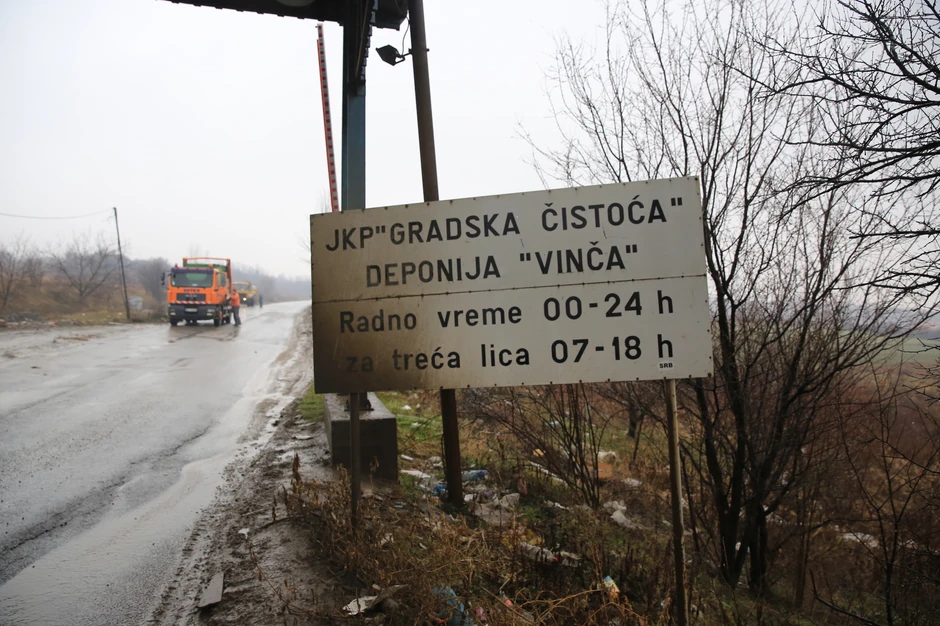 JKP"GRADSKA ČISTOĆA"
DEPONIJA "VINČA"
Radno vreme 00-24 h
za treća lica 07-18 h
SRB